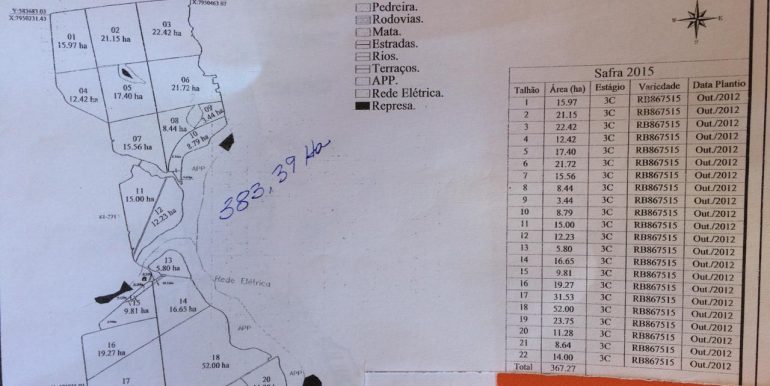 Y:583683.03
X:7950231.43
X:7950463.07
01
15.97 ha
02
21.15 ha
03
22.42 ha
04
12.42 ha
05
17.40 ha
06
21.72 ha
07
15.56 ha
08
8.44 ha
09
3.44 ha
10
8.79 ha
APP
11
15.00 ha
12
12.23 ha
383,39 Ha
13
5.80 ha
Rede Elétrica
15
9.81 ha
14
16.65 ha
APP
16
19.27 ha
18
52.00 ha
APP
17
20
Pedreira.
Rodovias.
Mata.
Estradas.
Rios.
Terraços.
APP.
Rede Elétrica.
Represa.
Safra 2015
Talhão Área (ha) Estágio Variedade Data Plantio
1 15.97 3C RB867515 Out./2012
2 21.15 3C RB867515 Out./2012
3 22.42 3C RB867515 Out./2012
4 12.42 3C RB867515 Out./2012
5 17.40 3C RB867515 Out./2012
6 21.72 3C RB867515 Out./2012
7 15.56 3C RB867515 Out./2012
8 8.44 3C RB867515 Out./2012
9 3.44 3C RB867515 Out./2012
10 8.79 3C RB867515 Out./2012
11 15.00 3C RB867515 Out./2012
12 12.23 3C RB867515 Out./2012
13 5.80 3C RB867515 Out./2012
14 16.65 3C RB867515 Out./2012
15 9.81 3C RB867515 Out./2012
16 19.27 3C RB867515 Out./2012
17 31.53 3C RB867515 Out./2012
18 52.00 3C RB867515 Out./2012
19 23.75 3C RB867515 Out./2012
20 11.28 3C RB867515 Out./2012
21 8.64 3C RB867515 Out./2012
22 14.00 3C RB867515 Out./2012
Total 367.27